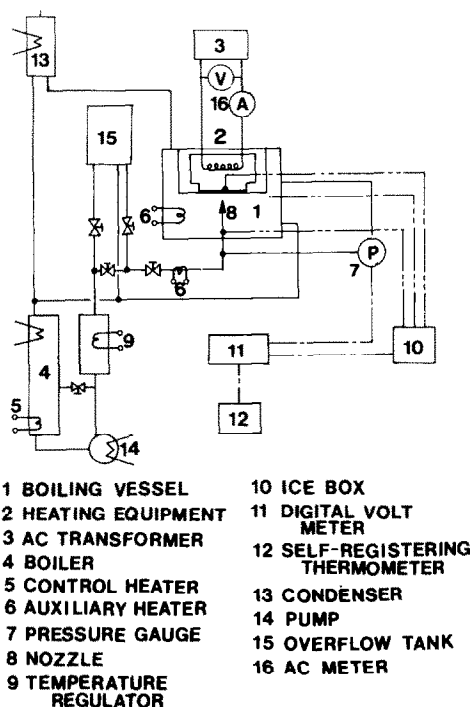 3
13
V
16 A
15
2
6
8
1
P
7
6
9
4
11
10
5
12
14
1 BOILING VESSEL
2 HEATING EQUIPMENT
3 AC TRANSFORMER
4 BOILER
5 CONTROL HEATER
6 AUXILIARY HEATER
7 PRESSURE GAUGE
8 NOZZLE
9 TEMPERATURE
REGULATOR
10 ICE BOX
11 DIGITAL VOLT
METER
12 SELF-REGISTERING
THERMOMETER
13 CONDENSER
14 PUMP
15 OVERFLOW TANK
16 AC METER